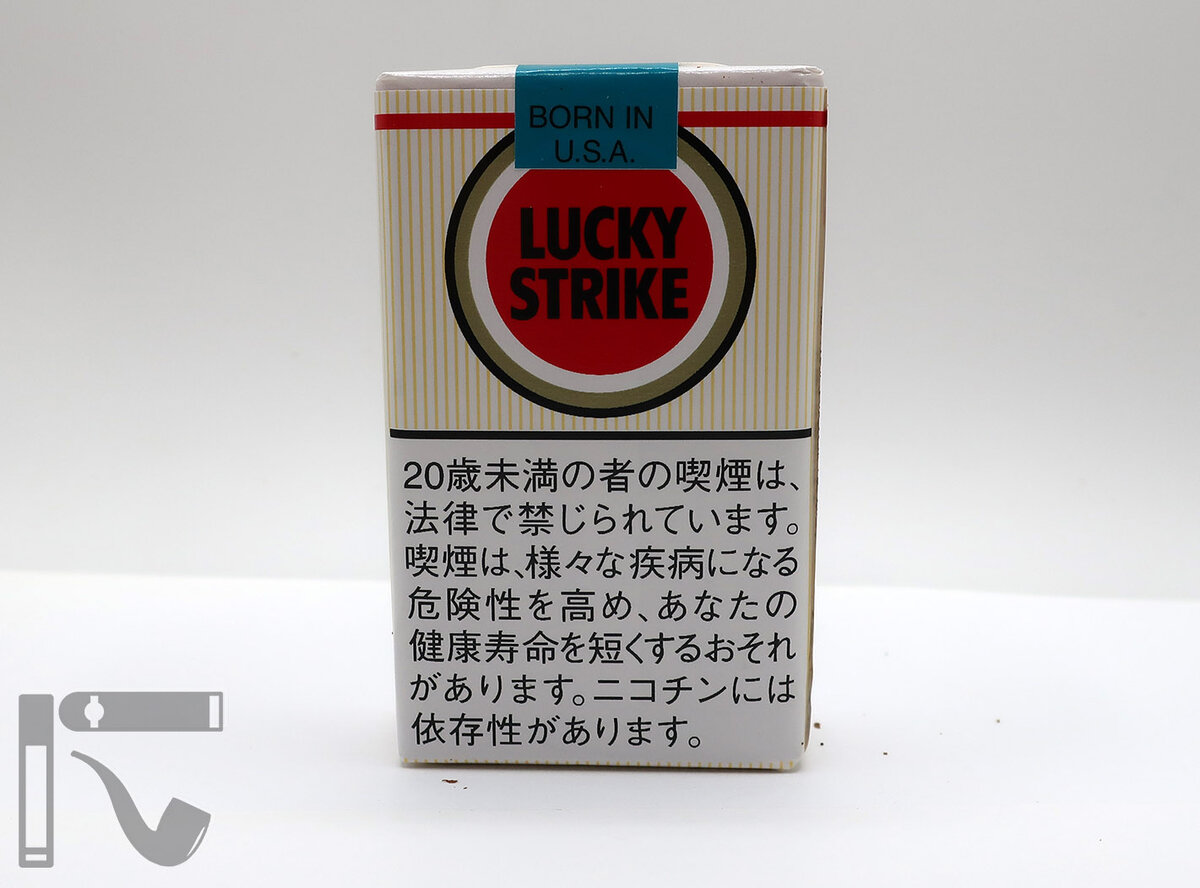 BORN IN
U.S.A.
LUCKY
STRIKE
20歳未満の者の喫煙は、
法律で禁じられています。
喫煙は、様々な疾病になる
危険性を高め、あなたの
健康寿命を短くするおそれ
があります。ニコチンには
依存性があります。